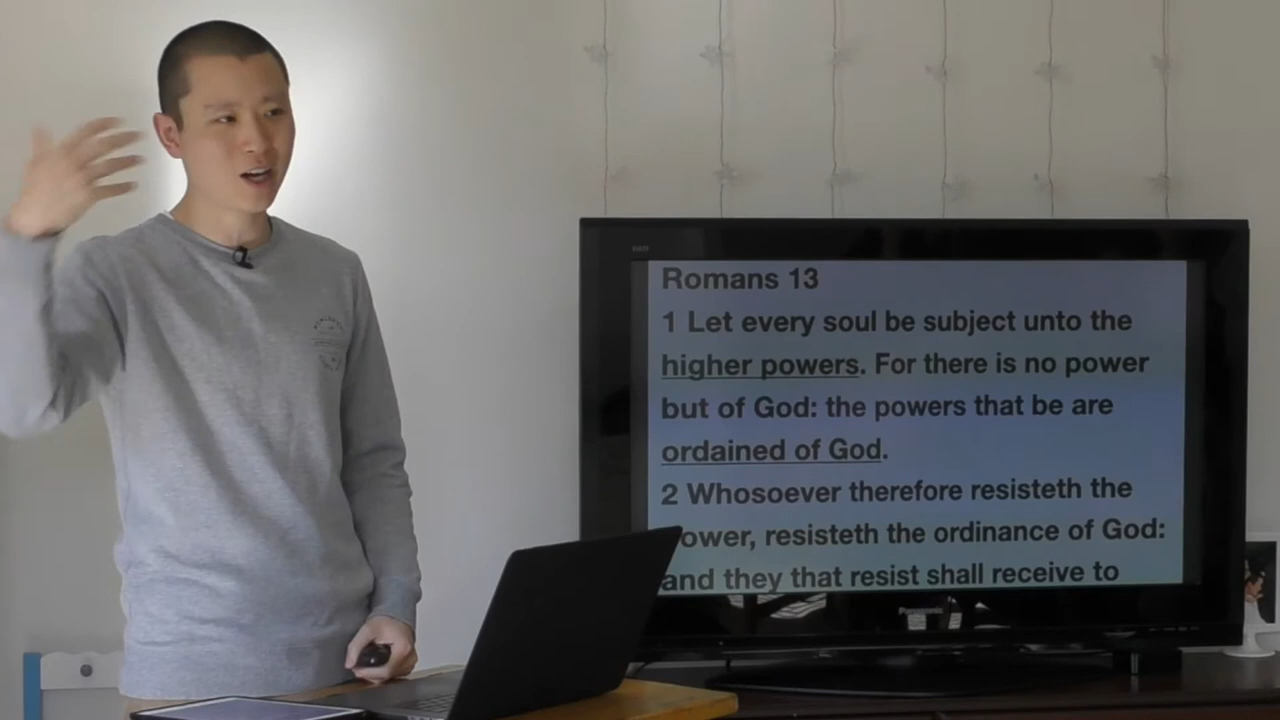 Romans 13
1 Let every soul be subject unto the
higher powers. For there is no power
but of God: the powers that be are
ordained of God.
2 Whosoever therefore resisteth the
ower, resisteth the ordinance of God:
and they that resist shall receive to
Panasonic